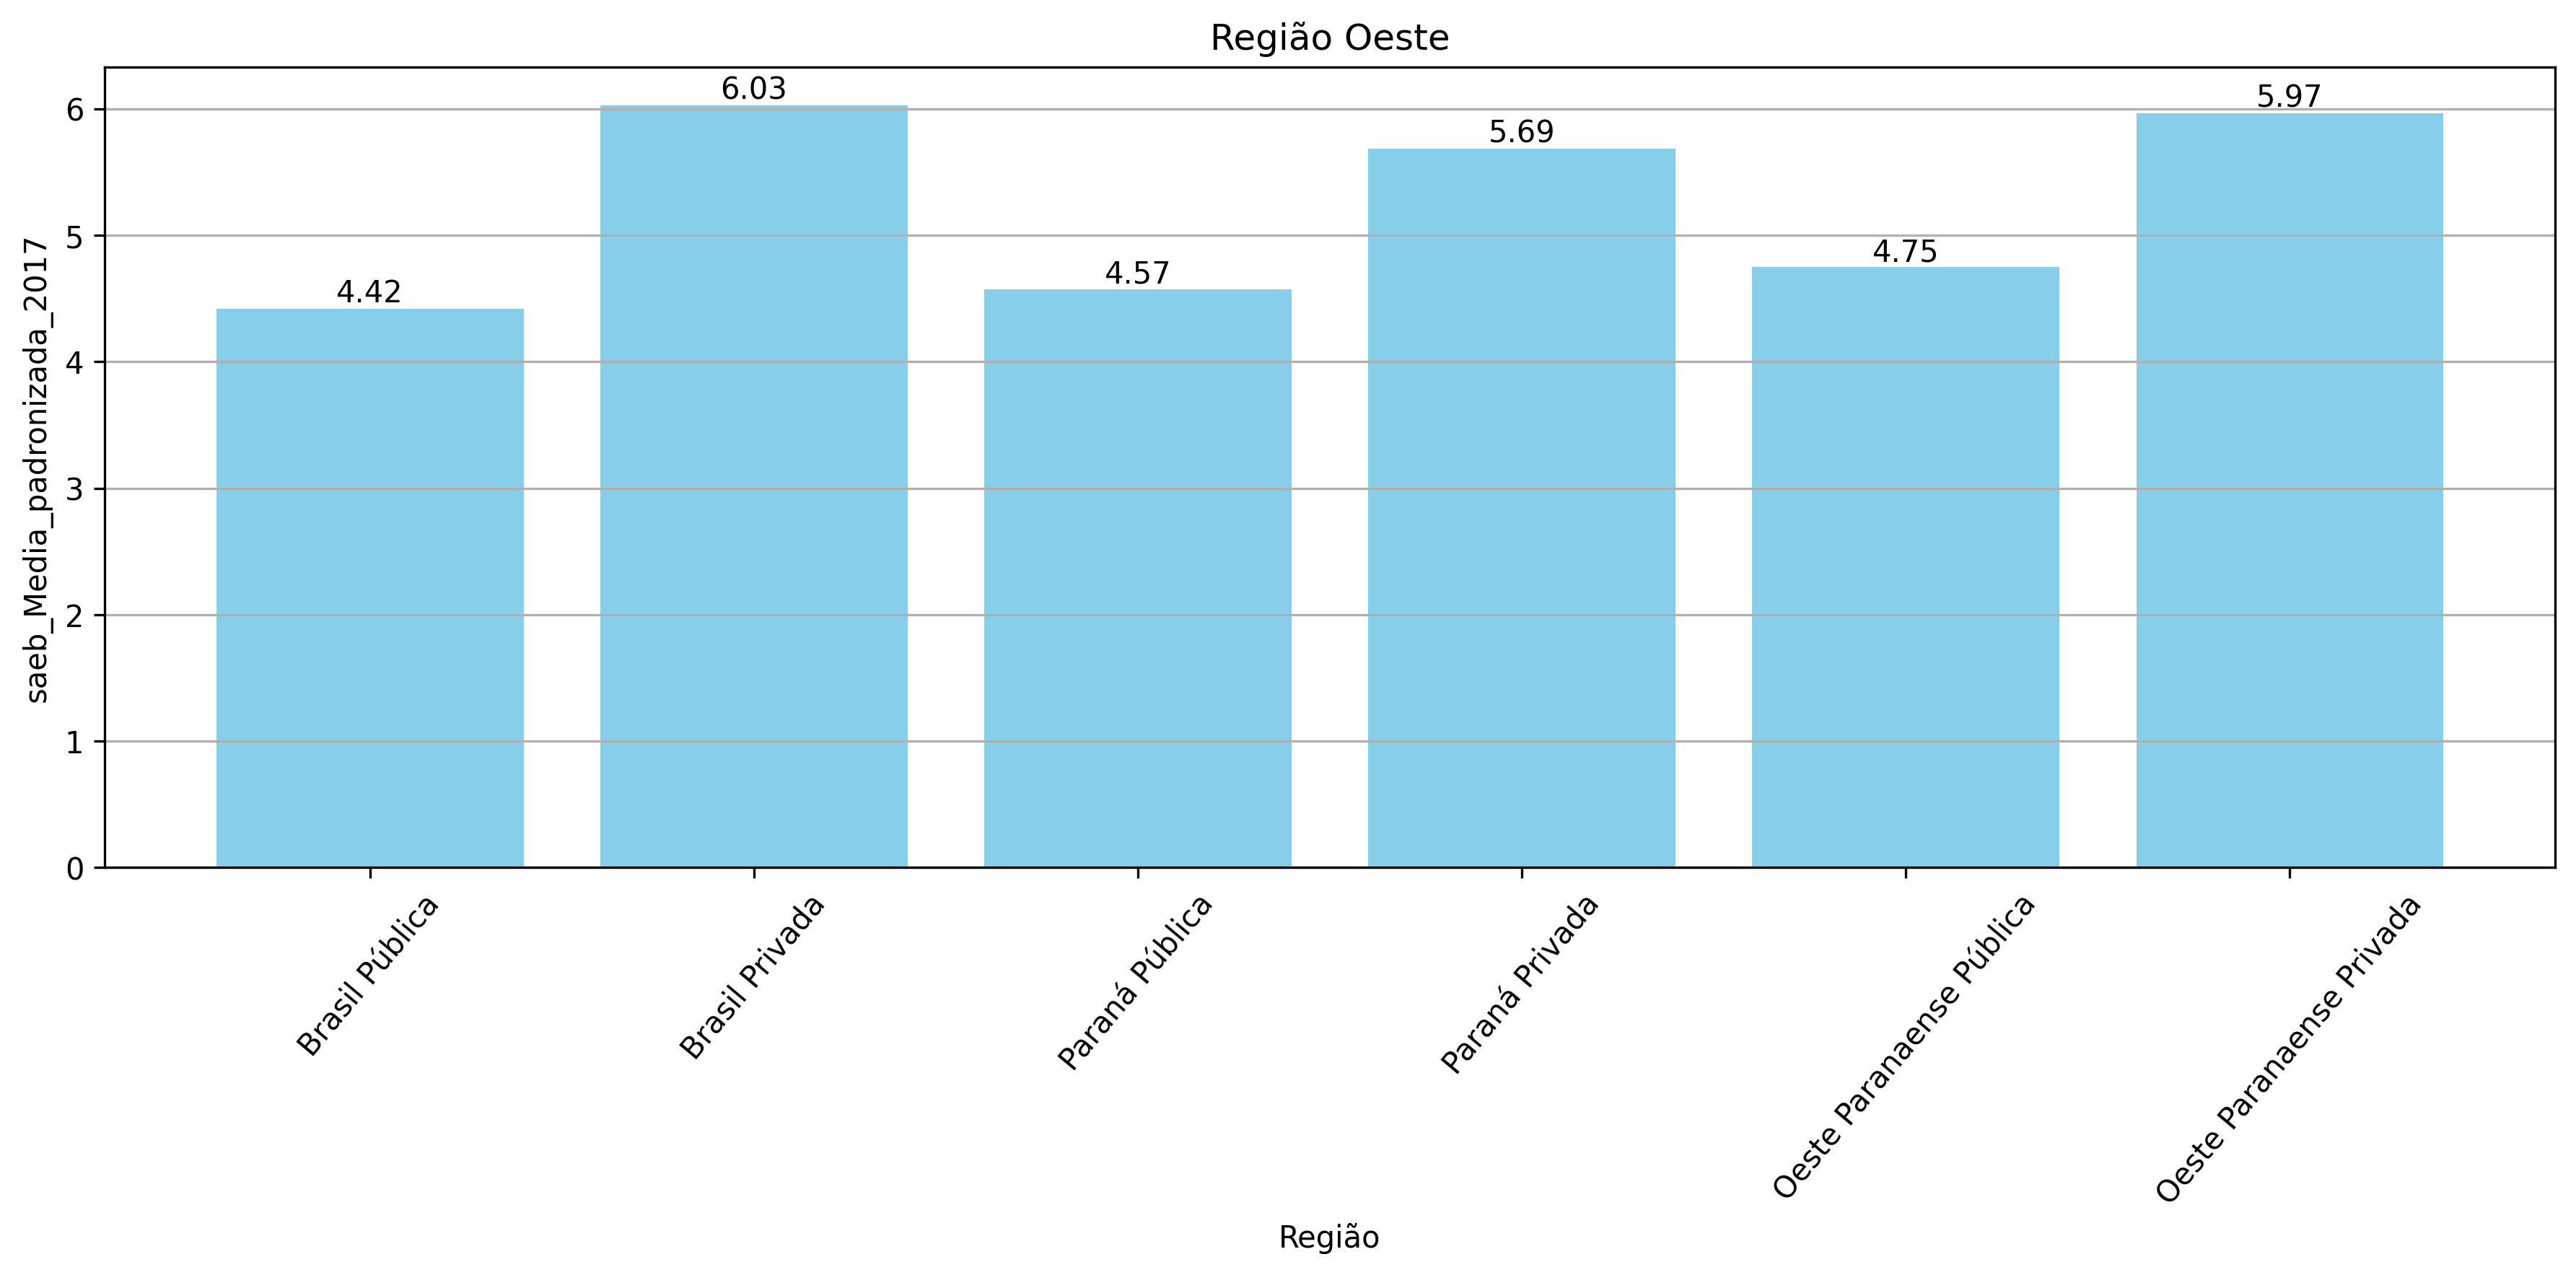 Região Oeste
saeb_Media_padronizada_2017
6
5
4
3
2
1
0
4.42
6.03
4.57
5.69
4.75
5.97
Brasil Pública
Brasil Privada
Paraná Pública
Paraná Privada
Oeste Paranaense Pública
Oeste Paranaense Privada
Região